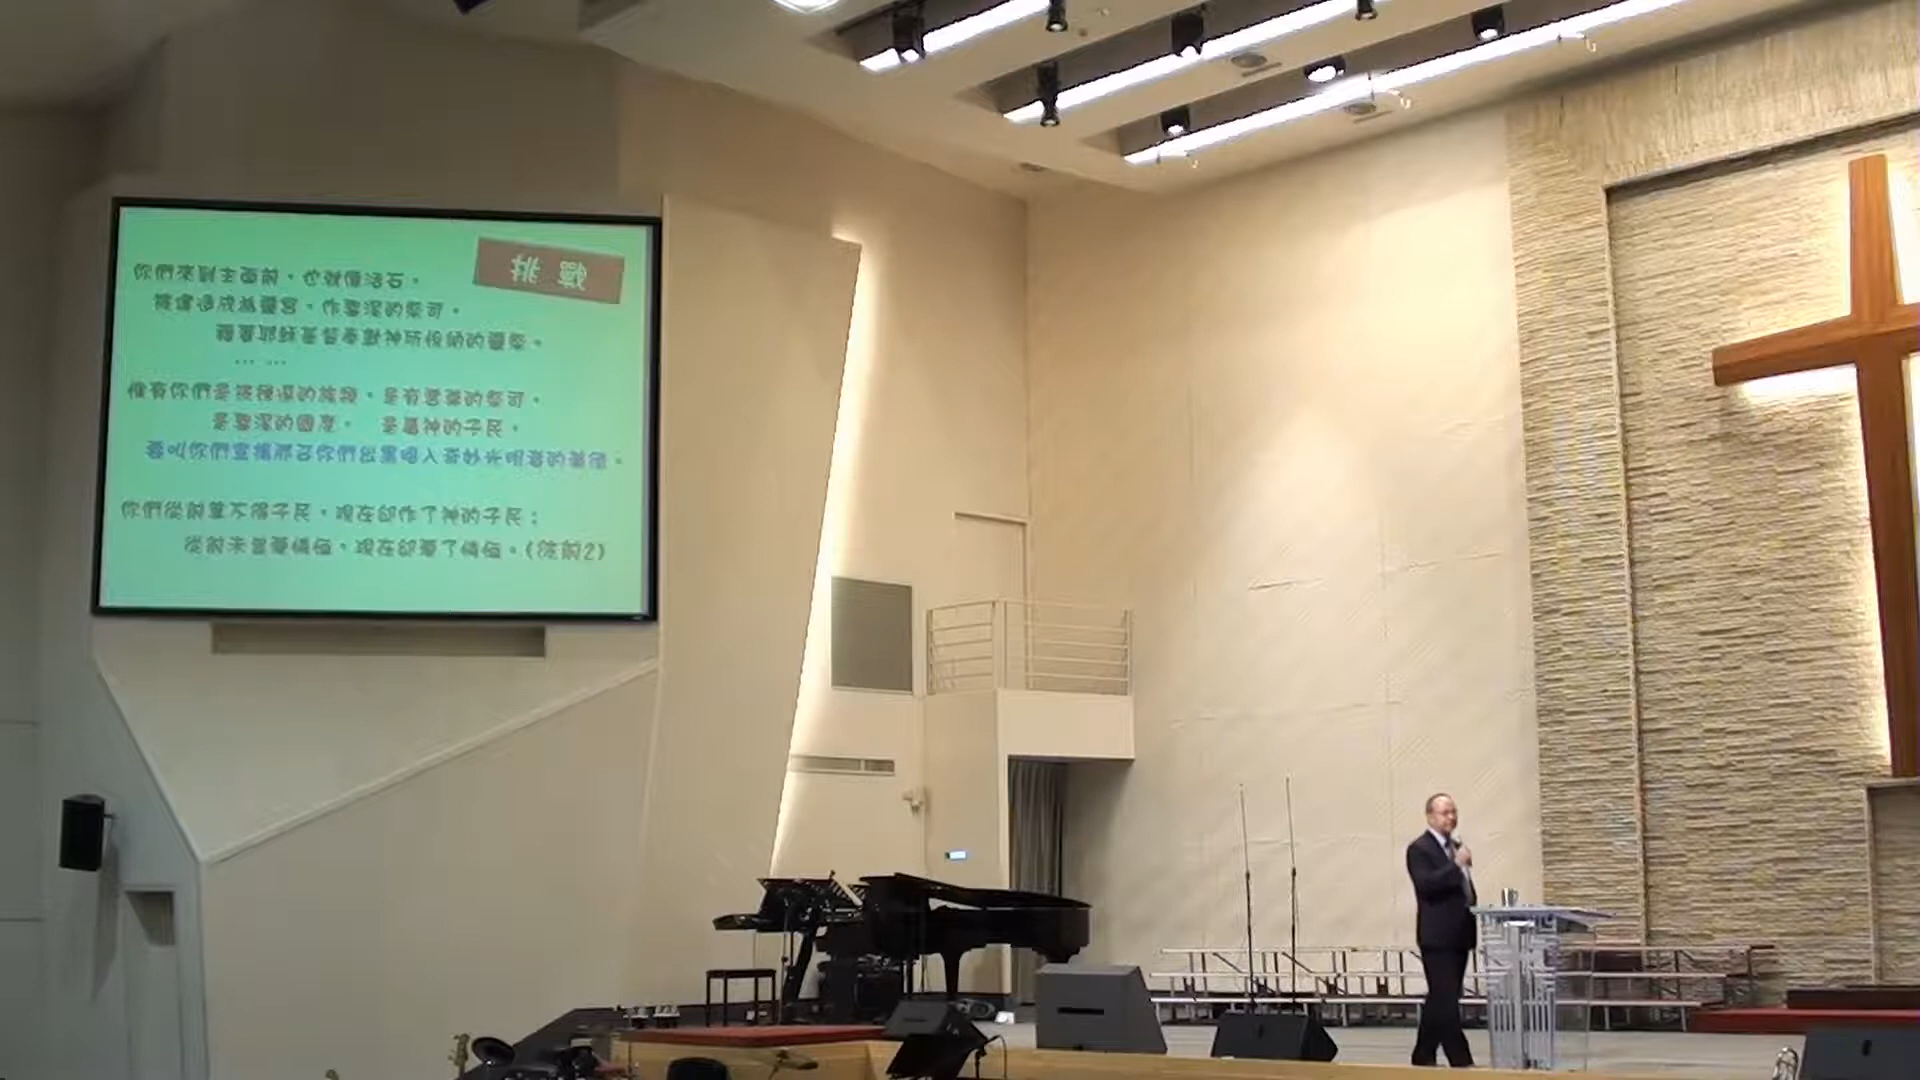 挑戰
你們來到主面前，也就像活石，
被建造成為靈宮，作聖潔的祭司，
藉著耶穌基督奉獻神所悅納的靈祭。
... ...
惟有你們是被揀選的族類，是有君尊的祭司，
是聖潔的國度， 是屬神的子民，
要叫你們宣揚那召你們出黑暗入奇妙光明者的美德。
你們從前算不得子民，現在卻作了神的子民；
從前未曾蒙憐恤，現在卻蒙了憐恤。(彼前2)